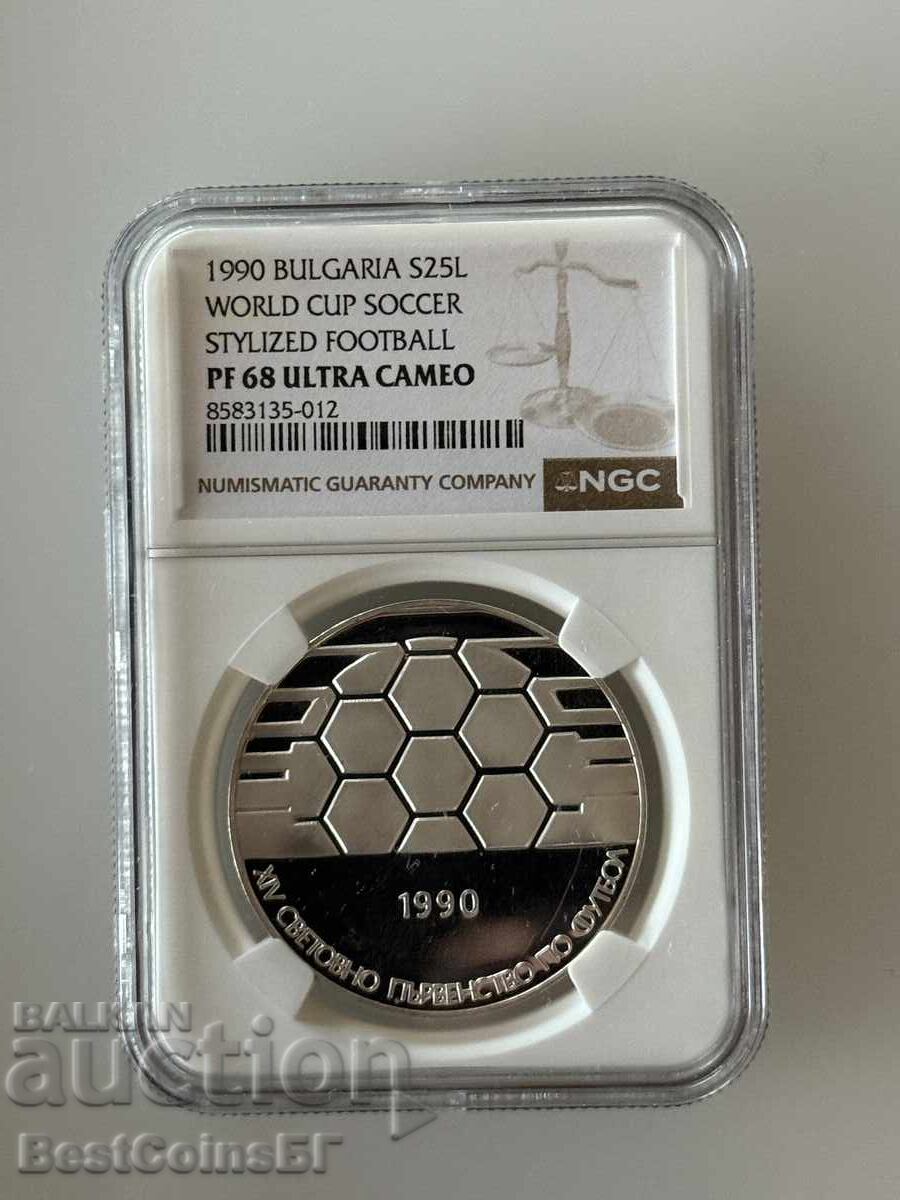 1990 BULGARIA S25L
WORLD CUP SOCCER
STYLIZED FOOTBALL
PF 68 ULTRA CAMEO
8583135-012
NUMISMATIC GUARANTY COMPANY
NGC
1990
XIV СВЕТОВНО ПЪРВЕНСТВО ПО ФУТБОЛ
BALKAN
auction
BestCoinsБГ